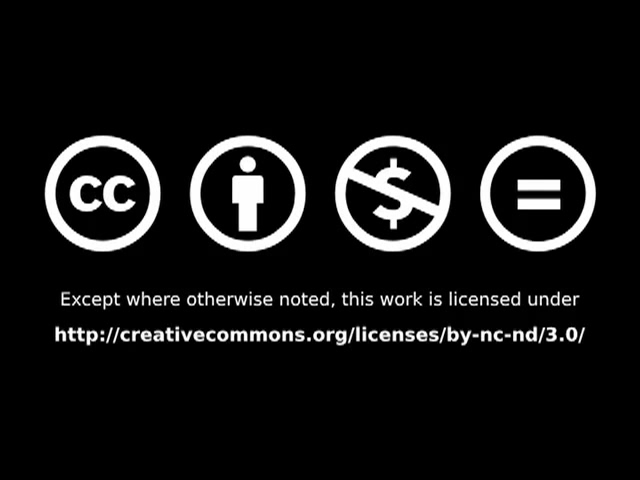 cc $ =
Except where otherwise noted, this work is licensed under
http://creativecommons.org/licenses/by-nc-nd/3.0/